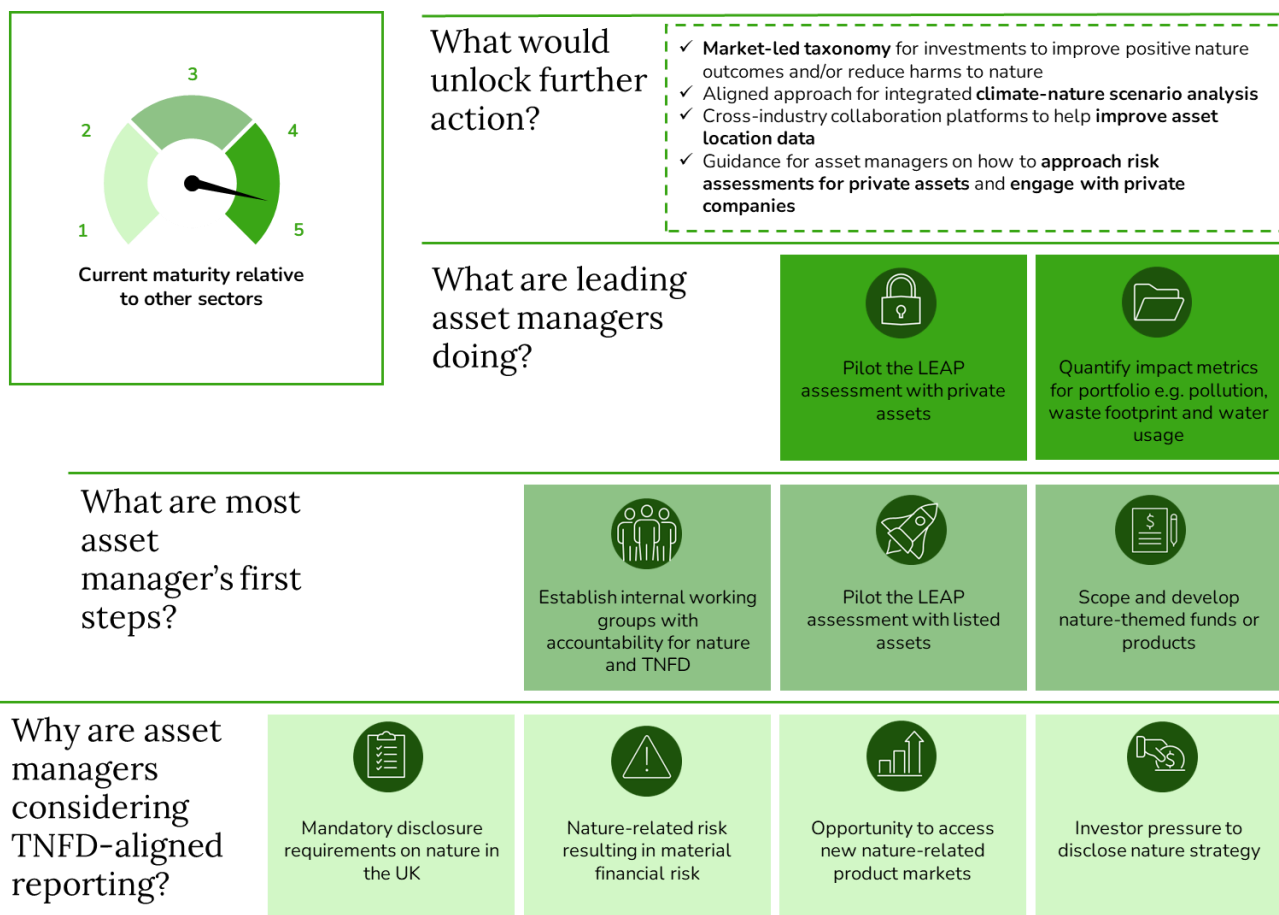 3
2
4
1
5
Current maturity relative
to other sectors
What would
unlock further
action?
✓ Market-led taxonomy for investments to improve positive nature
outcomes and/or reduce harms to nature
✓ Aligned approach for integrated climate-nature scenario analysis
✓ Cross-industry collaboration platforms to help improve asset
location data
✓ Guidance for asset managers on how to approach risk
assessments for private assets and engage with private
companies
What are leading
asset managers
doing?
Pilot the LEAP
assessment with private
assets
Quantify impact metrics
for portfolio e.g. pollution,
waste footprint and water
usage
What are most
asset
manager's first
steps?
Establish internal working
groups with
accountability for nature
and TNFD
Pilot the LEAP
assessment with listed
assets
$
Scope and develop
nature-themed funds or
products
Why are asset
managers
considering
TNFD-aligned
reporting?
Mandatory disclosure
requirements on nature in
the UK
Nature-related risk
resulting in material
financial risk
Opportunity to access
new nature-related
product markets
$
Investor pressure to
disclose nature strategy